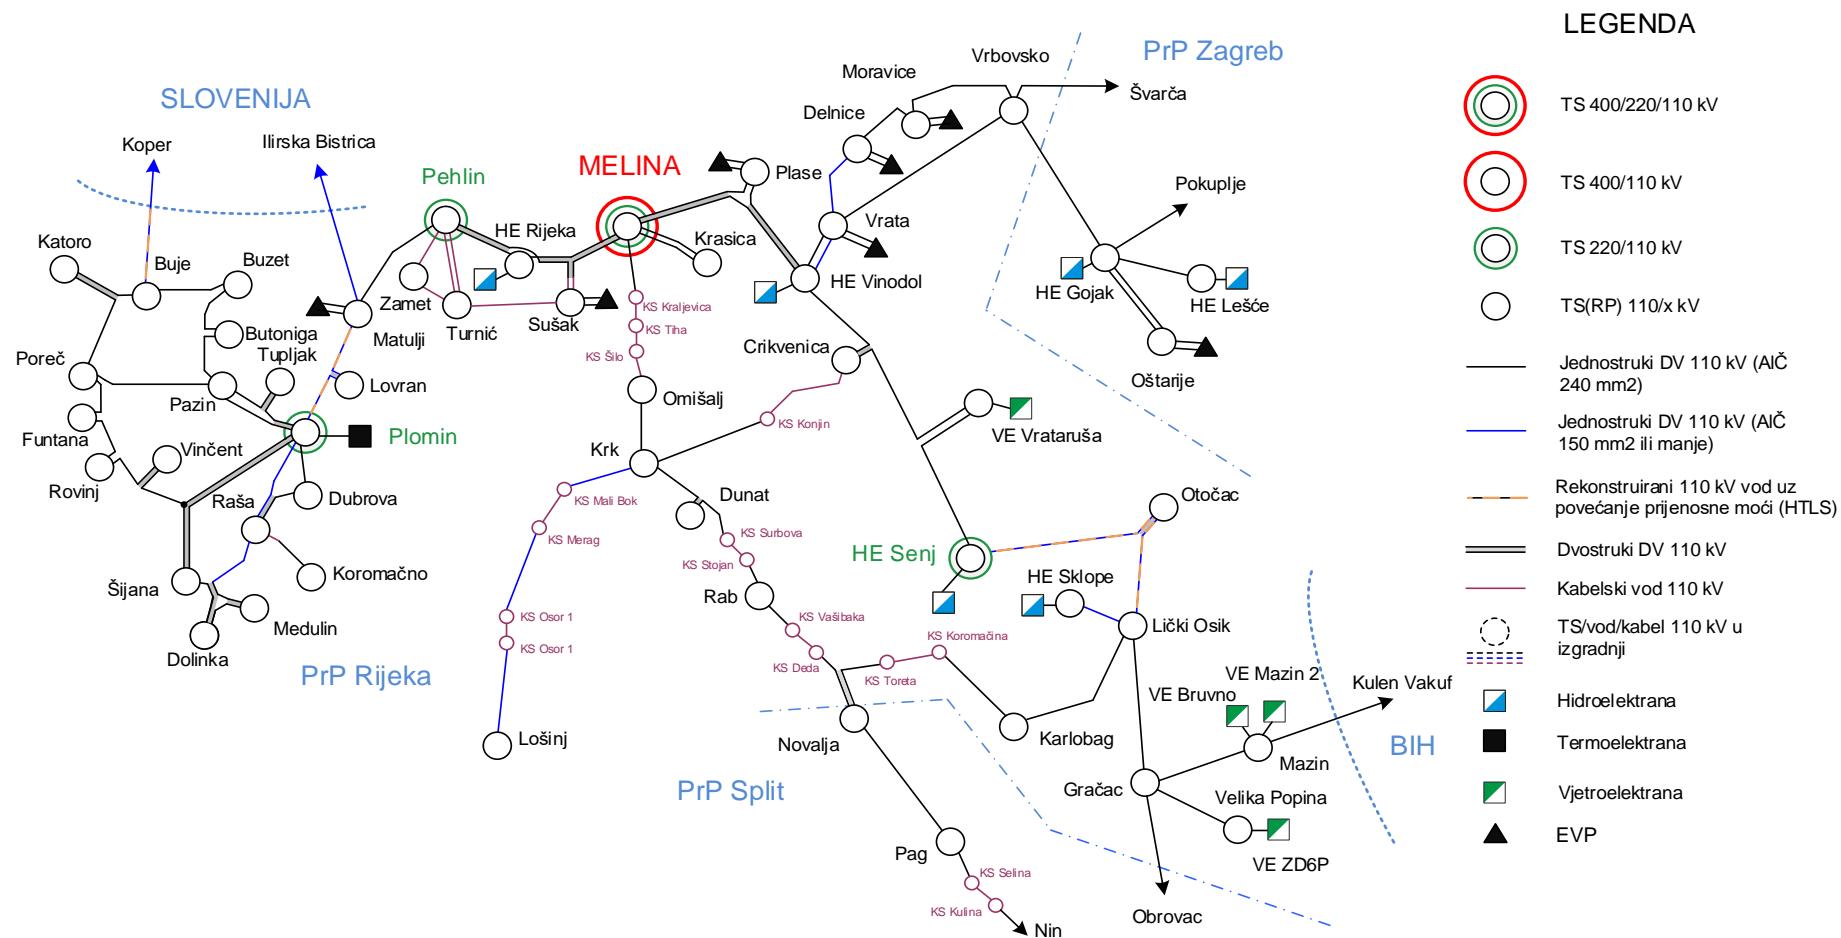 LEGENDA
PrP Zagreb
Vrbovsko
Moravice
Švarča
SLOVENIJA
Delnice
TS 400/220/110 kV
Koper
Ilirska Bistrica
MELINA
Plase
Pehlin
Pokuplje
TS 400/110 kV
Vrata
HE Rijeka
Krasica
Katoro
Buje
Buzet
HE Vinodol
TS 220/110 kV
HE Gojak
HE Lešće
Zamet
KS Kraljevica
TS(RP) 110/x kV
Turnić
Sušak
KS Tiha
Butoniga
Matulji
Tupljak
Poreč
KS Šilo
Crikvenica
Jednostruki DV 110 kV (AIČ
240 mm2)
Lovran
Oštarije
Pazin
Omišalj
KS Konjin
Funtana
Plomin
VE Vrataruša
Jednostruki DV 110 kV (AIČ
150 mm2 ili manje)
Vinčent
Krk
Rovinj
Raša
Dubrova
KS Mali Bok
Dunat
Otočac
Rekonstruirani 110 kV vod uz
povećanje prijenosne moći (HTLS)
KS Merag
KS Surbova
KS Stojan
HE Senj
Dvostruki DV 110 kV
Koromačno
Šijana
HE Sklope
Rab
Kabelski vod 110 kV
KS Osor 1
KS Vašibaka
Medulin
KS Osor 1
KS Koromačina
Lički Osik
TS/vod/kabel 110 kV u
izgradnji
Dolinka
KS Deda
PrP Rijeka
KS Toreta
VE Mazin 2
VE Bruvno
Kulen Vakuf
Hidroelektrana
Lošinj
Novalja
Karlobag
BIH
Termoelektrana
Mazin
PrP Split
Gračac
Velika Popina
Vjetroelektrana
EVP
Pag
VE ZD6P
KS Selina
KS Kulina
Obrovac
Nin